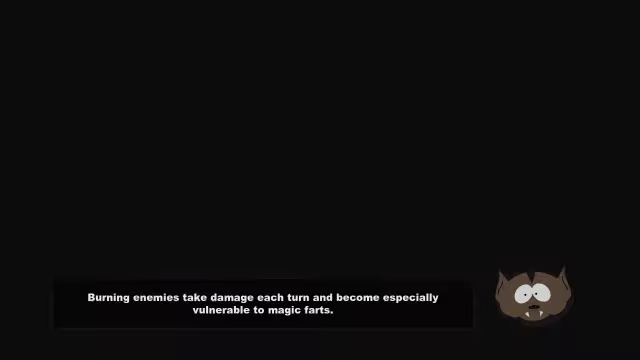 Burning enemies take damage each turn and become especially
vulnerable to magic farts.